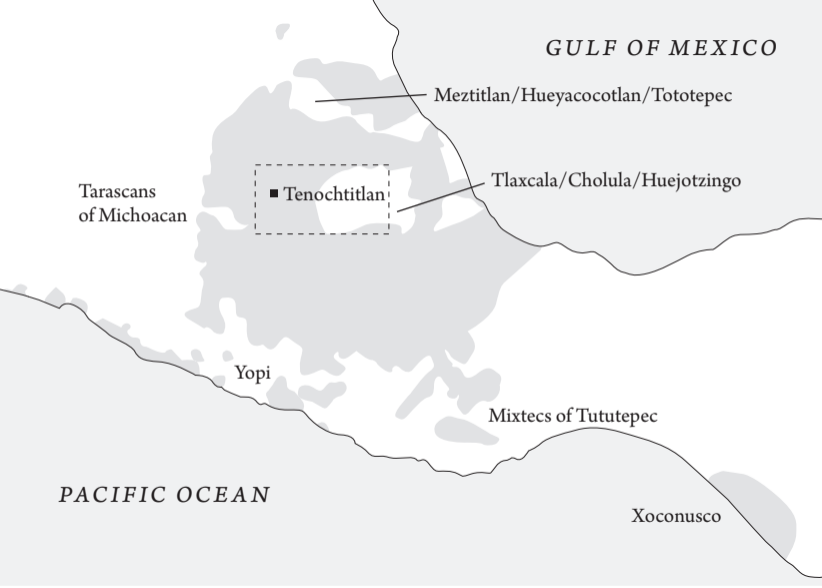 GULF OF MEXICO
Meztitlan/Hueyacocotlan/Tototepec
Tlaxcala/Cholula/Huejotzingo
Tarascans
of Michoacan
Tenochtitlan
Yopi
Mixtecs of Tututepec
PACIFIC OCEAN
Xoconusco